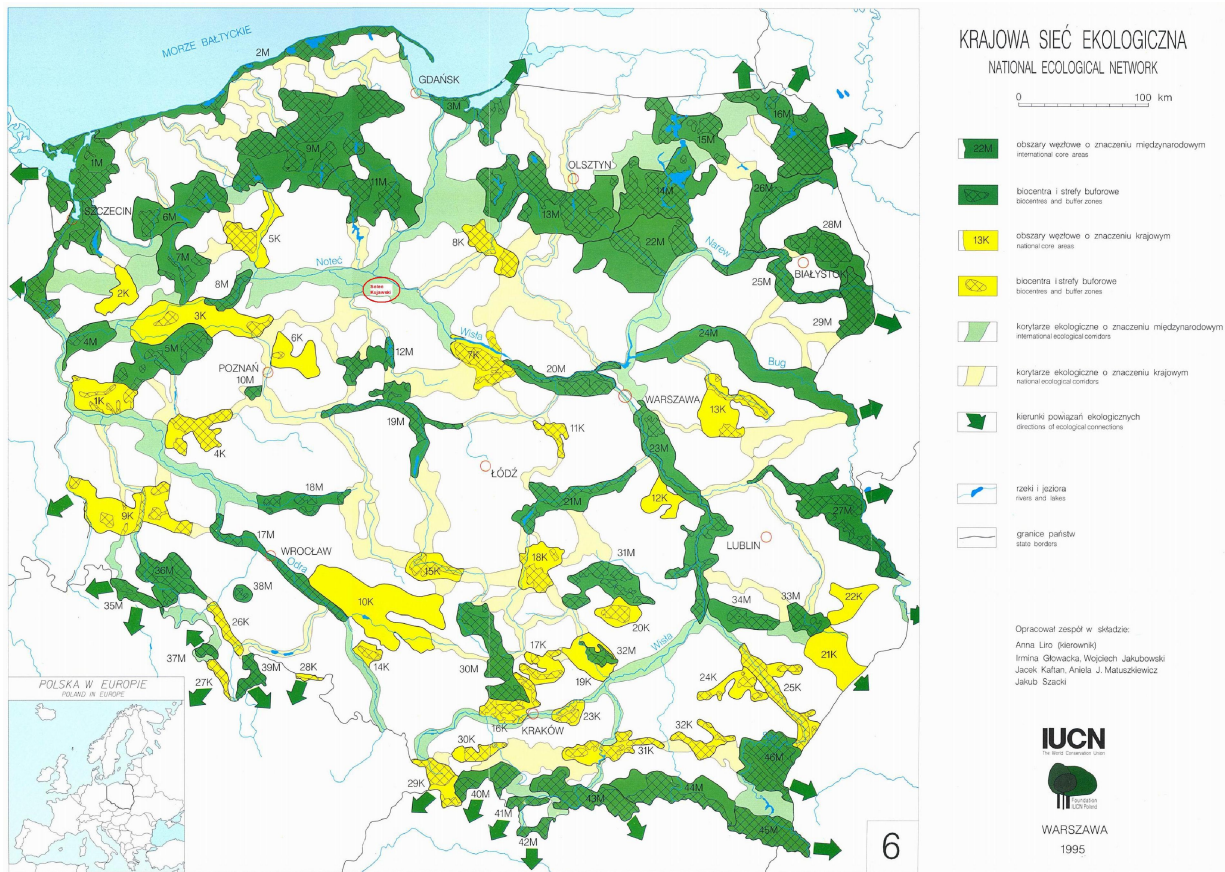 MORZE BAŁTYCKIE
2M
GDAŃSK
3M
1M
9M
11M
SZCZECIN
6M
7M
5K
8M
2K
3K
4M
5M
6K
POZNAŃ
10M
12M
1K
4K
Noteć
Solec
Kujawski
8K
OLSZTYN
13M
14M
15M
16M
26M
22M
Narew
28M
BIAŁYSTOK
25M
29M
24M
Bug
Wisła
7K
20M
WARSZAWA
13K
19M
11K
23M
ŁÓDŹ
12K
21M
18M
27M
9K
17M
WROCŁAW
Odra
LUBLIN
31M
18K
15K
36M
38M
10K
35M
26K
20K
34M
33M
22K
21K
Wisła
17K
32M
19K
30M
14K
37M
39M
28K
27K
24K
25K
16K
KRAKÓW
23K
30K
31K
32K
29K
40M
41M
42M
43M
44M
46M
45M
POLSKA W EUROPIE
POLAND IN EUROPE
6
KRAJOWA SIEĆ EKOLOGICZNA
NATIONAL ECOLOGICAL NETWORK
0 100 km
22M obszary węzłowe o znaczeniu międzynarodowym
international core areas
biocentra i strefy buforowe
biocentres and buffer zones
13K obszary węzłowe o znaczeniu krajowym
national core areas
biocentra i strefy buforowe
biocentres and buffer zones
korytarze ekologiczne o znaczeniu międzynarodowym
international ecological corridors
korytarze ekologiczne o znaczeniu krajowym
national ecological corridors
kierunki powiązań ekologicznych
directions of ecological connections
rzeki i jeziora
rivers and lakes
granice państw
state borders
Opracował zespół w składzie:
Anna Liro (kierownik)
Irmina Głowacka, Wojciech Jakubowski
Jacek Kaftan, Aniela J. Matuszkiewicz
Jakub Szacki
IUCN
The World Conservation Union
Foundation
IUCN Poland
WARSZAWA
1995